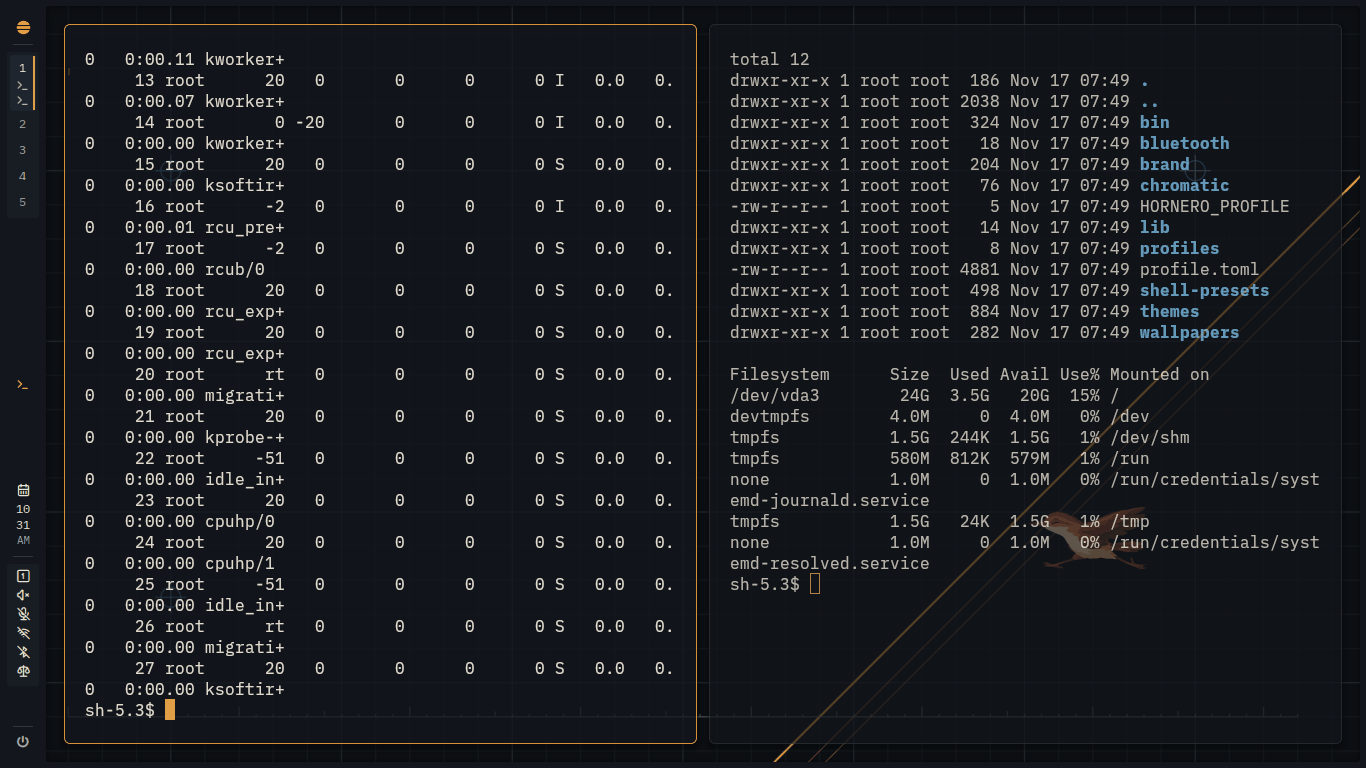 1
2
3
4
5
10
31
AM
1
0   0:00.11 kworker+
     13 root      20   0       0       0      0 I   0.0   0.
0   0:00.07 kworker+
     14 root       0 -20       0       0      0 I   0.0   0.
0   0:00.00 kworker+
     15 root      20   0       0       0      0 S   0.0   0.
0   0:00.00 ksoftir+
     16 root      -2   0       0       0      0 I   0.0   0.
0   0:00.01 rcu_pre+
     17 root      -2   0       0       0      0 S   0.0   0.
0   0:00.00 rcub/0
     18 root      20   0       0       0      0 S   0.0   0.
0   0:00.00 rcu_exp+
     19 root      20   0       0       0      0 S   0.0   0.
0   0:00.00 rcu_exp+
     20 root      rt   0       0       0      0 S   0.0   0.
0   0:00.00 migrati+
     21 root      20   0       0       0      0 S   0.0   0.
0   0:00.00 kprobe-+
     22 root     -51   0       0       0      0 S   0.0   0.
0   0:00.00 idle_in+
     23 root      20   0       0       0      0 S   0.0   0.
0   0:00.00 cpuhp/0
     24 root      20   0       0       0      0 S   0.0   0.
0   0:00.00 cpuhp/1
     25 root     -51   0       0       0      0 S   0.0   0.
0   0:00.00 idle_in+
     26 root      rt   0       0       0      0 S   0.0   0.
0   0:00.00 migrati+
     27 root      20   0       0       0      0 S   0.0   0.
0   0:00.00 ksoftir+
sh-5.3$
total 12
drwxr-xr-x 1 root root  186 Nov 17 07:49 .
drwxr-xr-x 1 root root 2038 Nov 17 07:49 ..
drwxr-xr-x 1 root root  324 Nov 17 07:49 bin
drwxr-xr-x 1 root root   18 Nov 17 07:49 bluetooth
drwxr-xr-x 1 root root  204 Nov 17 07:49 brand
drwxr-xr-x 1 root root   76 Nov 17 07:49 chromatic
-rw-r--r-- 1 root root    5 Nov 17 07:49 HORNERO_PROFILE
drwxr-xr-x 1 root root   14 Nov 17 07:49 lib
drwxr-xr-x 1 root root    8 Nov 17 07:49 profiles
-rw-r--r-- 1 root root 4881 Nov 17 07:49 profile.toml
drwxr-xr-x 1 root root  498 Nov 17 07:49 shell-presets
drwxr-xr-x 1 root root  884 Nov 17 07:49 themes
drwxr-xr-x 1 root root  282 Nov 17 07:49 wallpapers
Filesystem      Size  Used Avail Use% Mounted on
/dev/vda3        24G  3.5G   20G  15% /
devtmpfs        4.0M     0  4.0M   0% /dev
tmpfs           1.5G  244K  1.5G   1% /dev/shm
tmpfs           580M  812K  579M   1% /run
none            1.0M     0  1.0M   0% /run/credentials/syst
emd-journald.service
tmpfs           1.5G   24K  1.5G   1% /tmp
none            1.0M     0  1.0M   0% /run/credentials/syst
emd-resolved.service
sh-5.3$